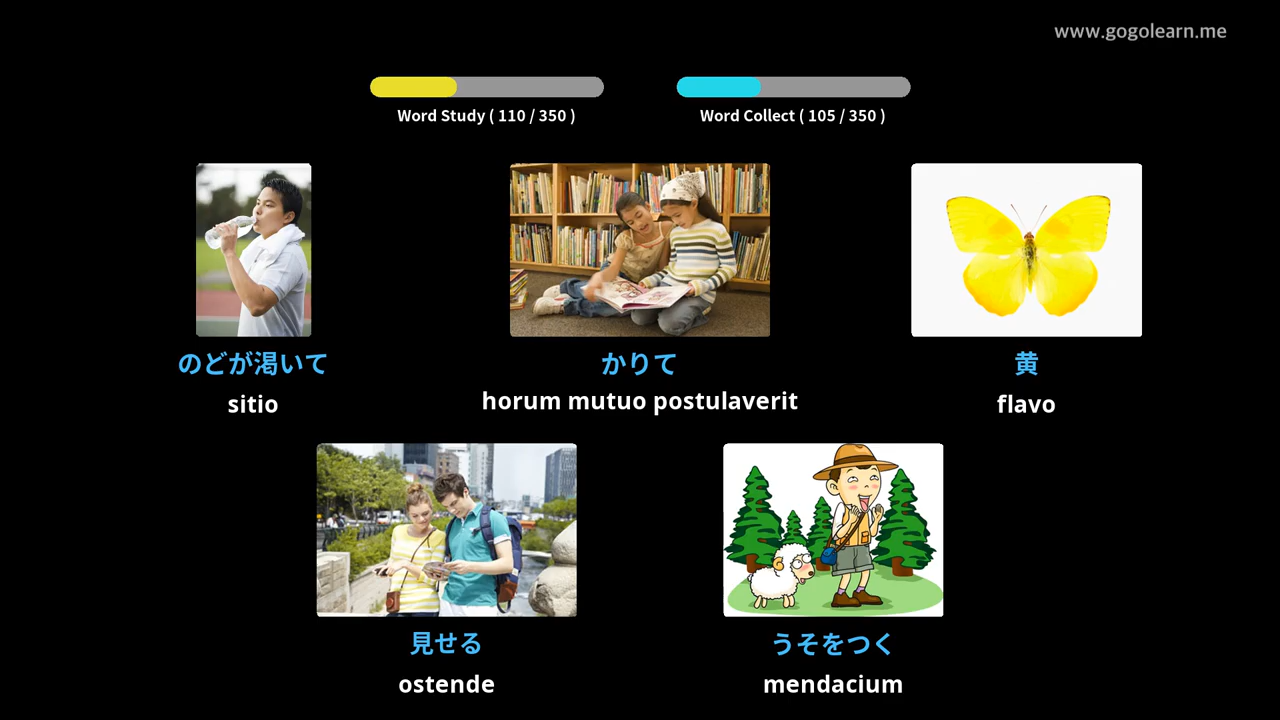 www.gogolearn.me
Word Study ( 110 / 350 )
Word Collect ( 105 / 350 )
のどが渇いて
sitio
かりて
horum mutuo postulaverit
黄
flavo
見せる
ostende
うそをつく
mendacium